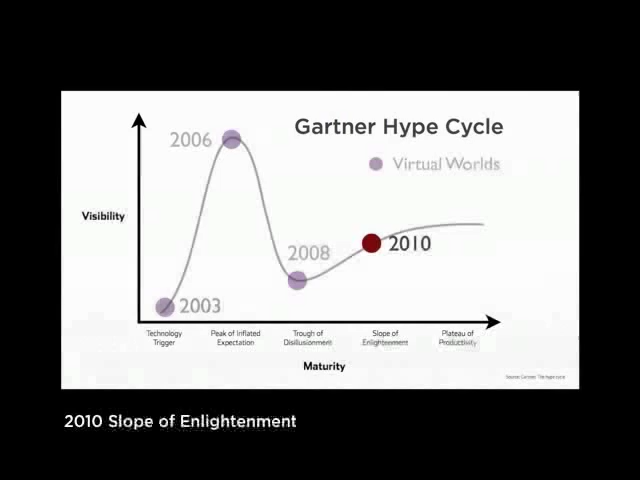 Gartner Hype Cycle
2006
Virtual Worlds
Visibility
2010
2008
2003
Technology
Trigger
Peak of Inflated
Expectation
Trough of
Disillusionment
Slope of
Enlightenment
Plateau of
Productivity
Maturity
2010 Slope of Enlightenment